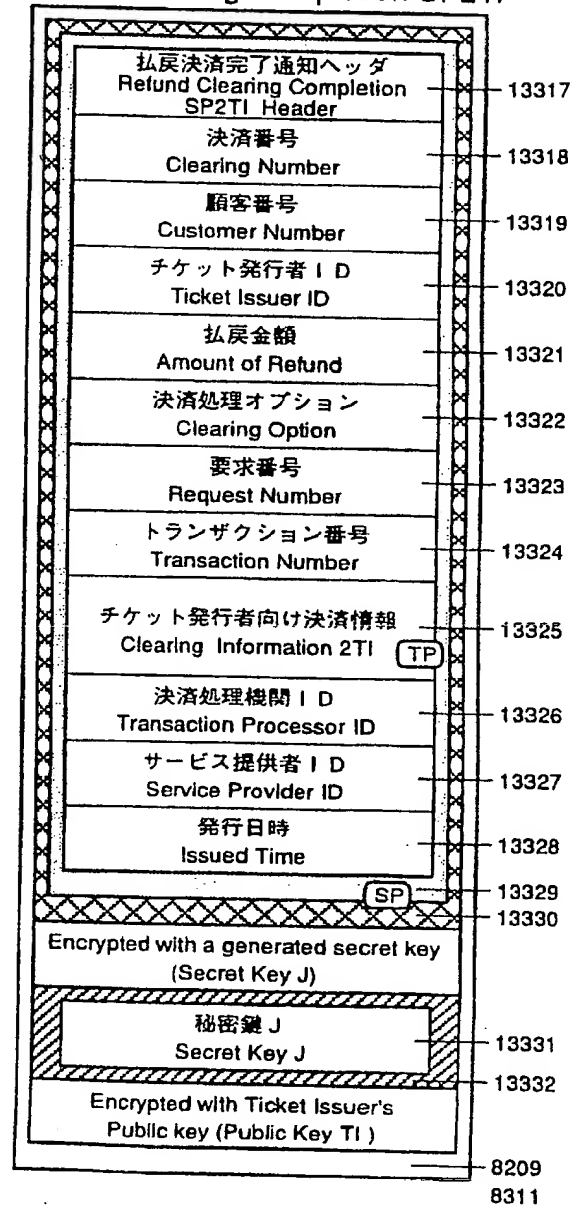 払戻決済完了通知ヘッダ
Refund Clearing Completion
SP2TI Header
13317
決済番号
Clearing Number
13318
顧客番号
Customer Number
13319
チケット発行者ID
Ticket Issuer ID
13320
払戻金額
Amount of Refund
13321
決済処理オプション
Clearing Option
13322
要求番号
Request Number
13323
トランザクション番号
Transaction Number
13324
チケット発行者向け決済情報
Clearing Information 2TI
TP
13325
決済処理機関ID
Transaction Processor ID
13326
サービス提供者ID
Service Provider ID
13327
発行日時
Issued Time
13328
SP
13329
13330
Encrypted with a generated secret key
(Secret Key J)
秘密鍵J
Secret Key J
13331
13332
Encrypted with Ticket Issuer's
Public key (Public Key TI )
8209
8311